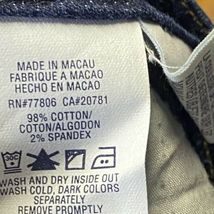 MADE IN MACAU
FABRIQUE A MACAO
HECHO EN MACAO
RN#77806 CA#20781
98% COTTON/
COTON/ALGODON
2% SPANDEX
30C
WASH AND DRY INSIDE OUT
WASH COLD, DARK COLORS
SEPARATELY
REMOVE PROMPTLY